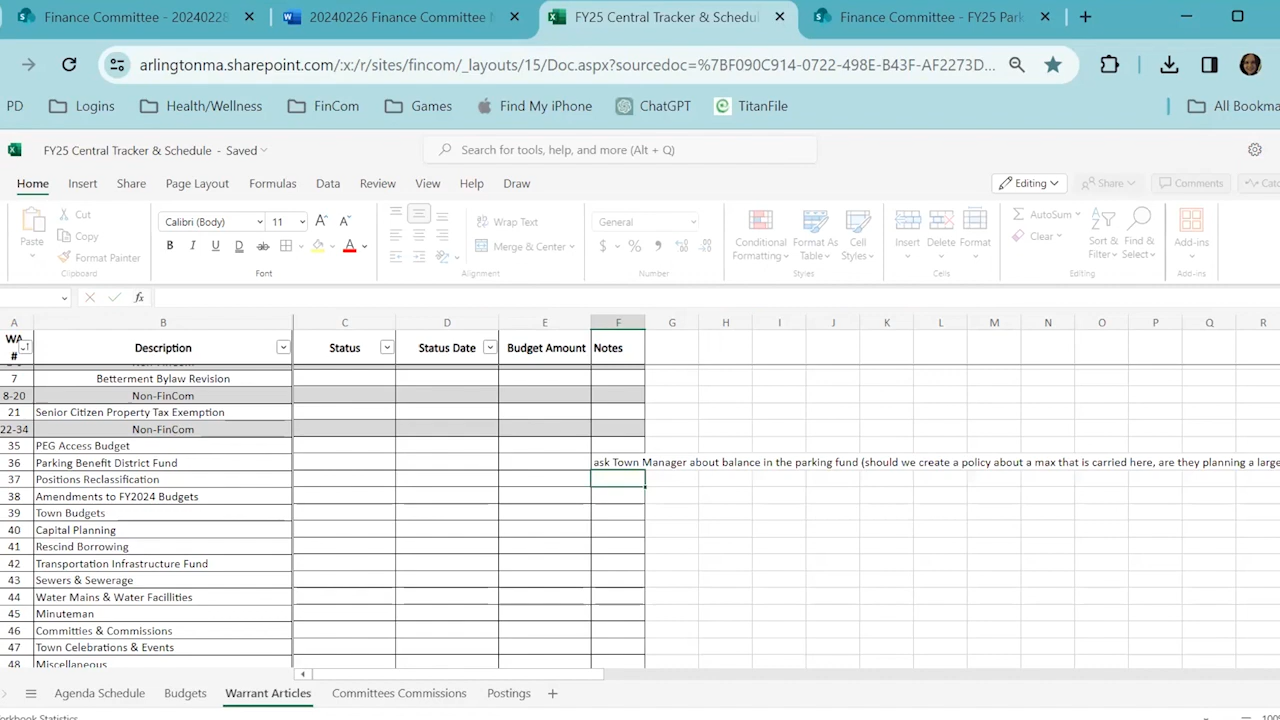 Finance Committee - 20240228
20240226 Finance Committee M
FY25 Central Tracker & Schedul
Finance Committee - FY25 Park
arlingtonma.sharepoint.com/:x:/r/sites/fincom/_layouts/15/Doc.aspx?sourcedoc=%7BF090C914-0722-498E-B43F-AF2273D...
PD Logins Health/Wellness FinCom Games Find My iPhone ChatGPT TitanFile All Bookma
FY25 Central Tracker & Schedule - Saved
Search for tools, help, and more (Alt + Q)
Home Insert Share Page Layout Formulas Data Review View Help Draw Editing Share Comments Catc
Paste Cut Copy Format Painter
Calibri (Body) 11
Wrap Text
Merge & Center
General
Conditional Formatting Format As Table Cell Styles
Insert Delete Format
AutoSum Clear
Sort & Filter Find & Select
Add-ins
Clipboard Font Alignment Number Styles Cells Editing Add-ins
fx
A B C D E F G H I J K L M N O P Q R
WA # Description Status Status Date Budget Amount Notes
7 Betterment Bylaw Revision
8-20 Non-FinCom
21 Senior Citizen Property Tax Exemption
22-34 Non-FinCom
35 PEG Access Budget
36 Parking Benefit District Fund ask Town Manager about balance in the parking fund (should we create a policy about a max that is carried here, are they planning a large
37 Positions Reclassification
38 Amendments to FY2024 Budgets
39 Town Budgets
40 Capital Planning
41 Rescind Borrowing
42 Transportation Infrastructure Fund
43 Sewers & Sewerage
44 Water Mains & Water Facillities
45 Minuteman
46 Committies & Commissions
47 Town Celebrations & Events
48 Miscellaneous
Agenda Schedule Budgets Warrant Articles Committees Commissions Postings
Workbook Statistics 100%